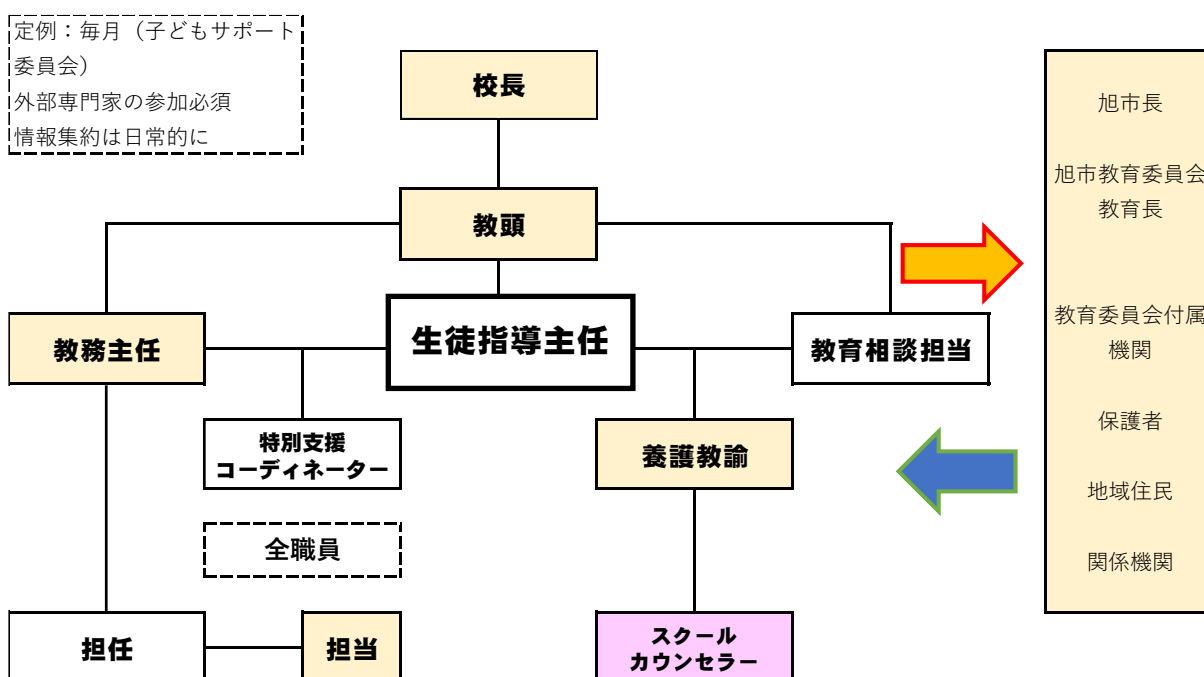 定例：毎月（子どもサポート
委員会）
外部専門家の参加必須
情報集約は日常的に
校長
教頭
教務主任
生徒指導主任
教育相談担当
特別支援
コーディネーター
養護教諭
全職員
担任
担当
スクール
カウンセラー
旭市長
旭市教育委員会
教育長
教育委員会付属
機関
保護者
地域住民
関係機関